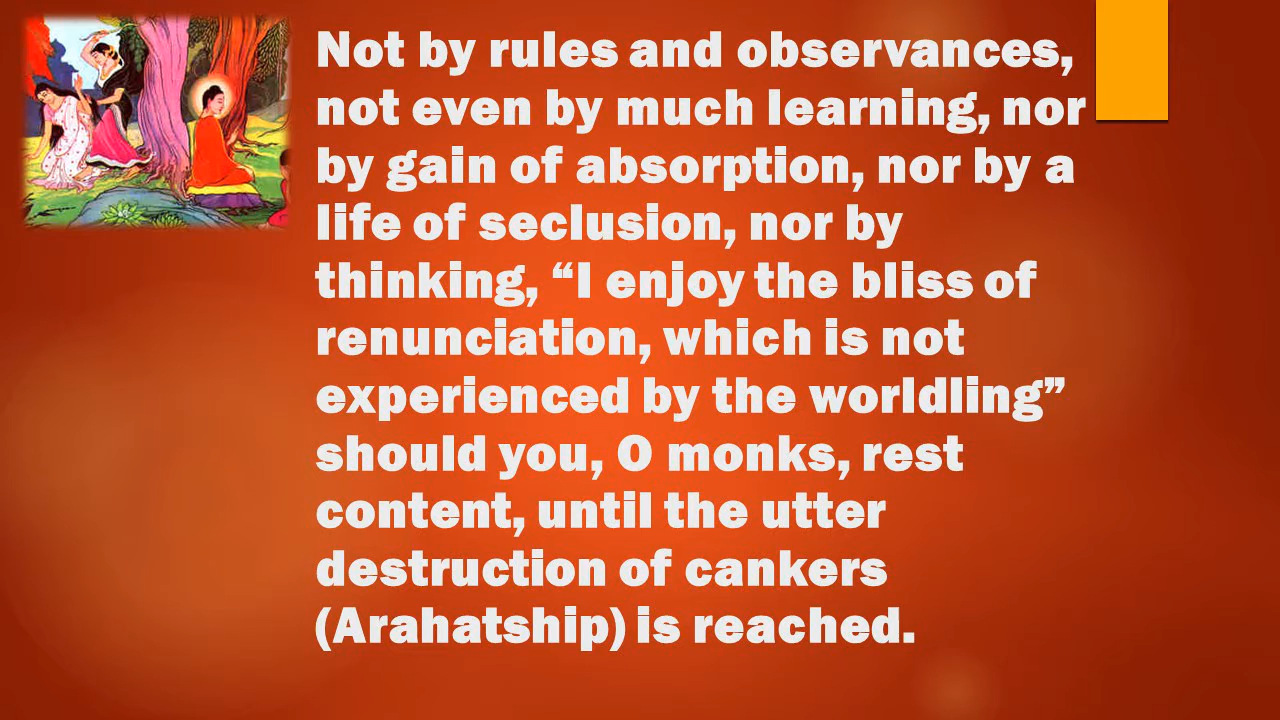 Not by rules and observances,
not even by much learning, nor
by gain of absorption, nor by a
life of seclusion, nor by
thinking, “I enjoy the bliss of
renunciation, which is not
experienced by the worldling”
should you, O monks, rest
content, until the utter
destruction of cankers
(Arahatship) is reached.